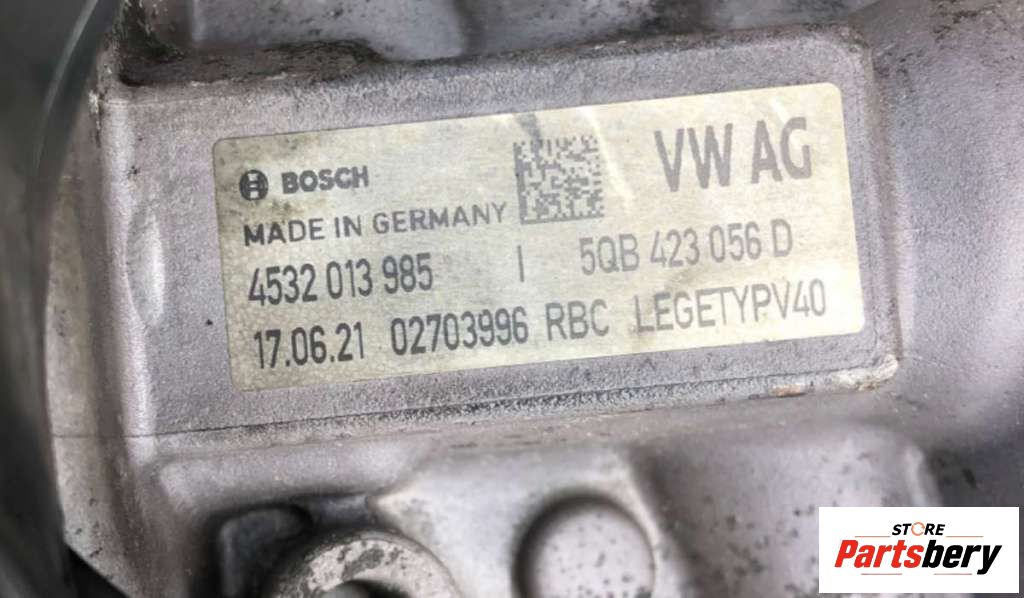 BOSCH
VW AG
MADE IN GERMANY
4532 013 985 | 5QB 423 056 D
17.06.21 02703996 RBC LEGETYPV40
STORE
Partsbery